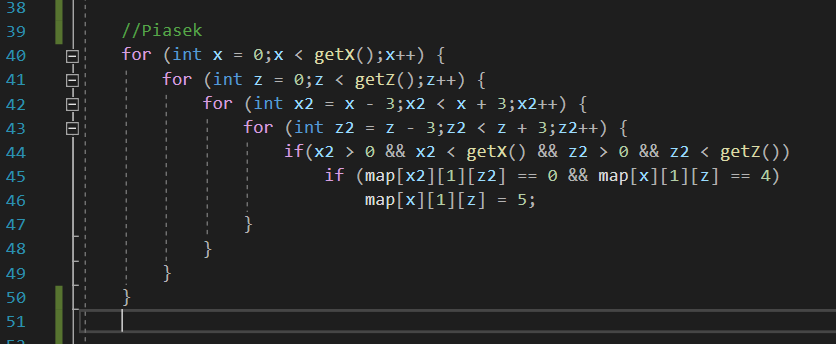 38
39 //Piasek
40 for (int x = 0;x < getX();x++) {
41 for (int z = 0;z < getZ();z++) {
42 for (int x2 = x - 3;x2 < x + 3;x2++) {
43 for (int z2 = z - 3;z2 < z + 3;z2++) {
44 if(x2 > 0 && x2 < getX() && z2 > 0 && z2 < getZ())
45 if (map[x2][1][z2] == 0 && map[x][1][z] == 4)
46 map[x][1][z] = 5;
47 }
48 }
49 }
50 }
51